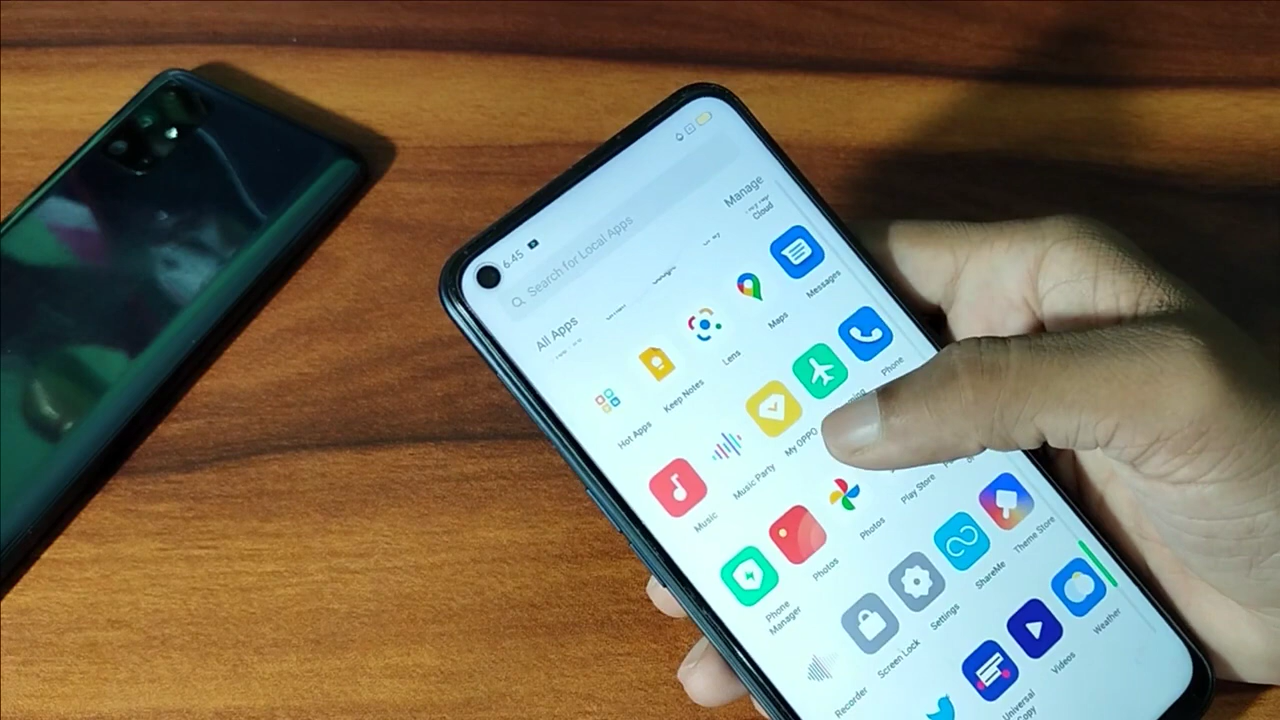 6:45
Search for Local Apps
All Apps
Manage
Cloud
Hot Apps
Keep Notes
Lens
Maps
Messages
Music
Music Party
My OPPO
Phone
Phone
Manager
Photos
Photos
Play Store
Recorder
Screen Lock
Settings
ShareMe
Theme Store
Universal
Copy
Videos
Weather